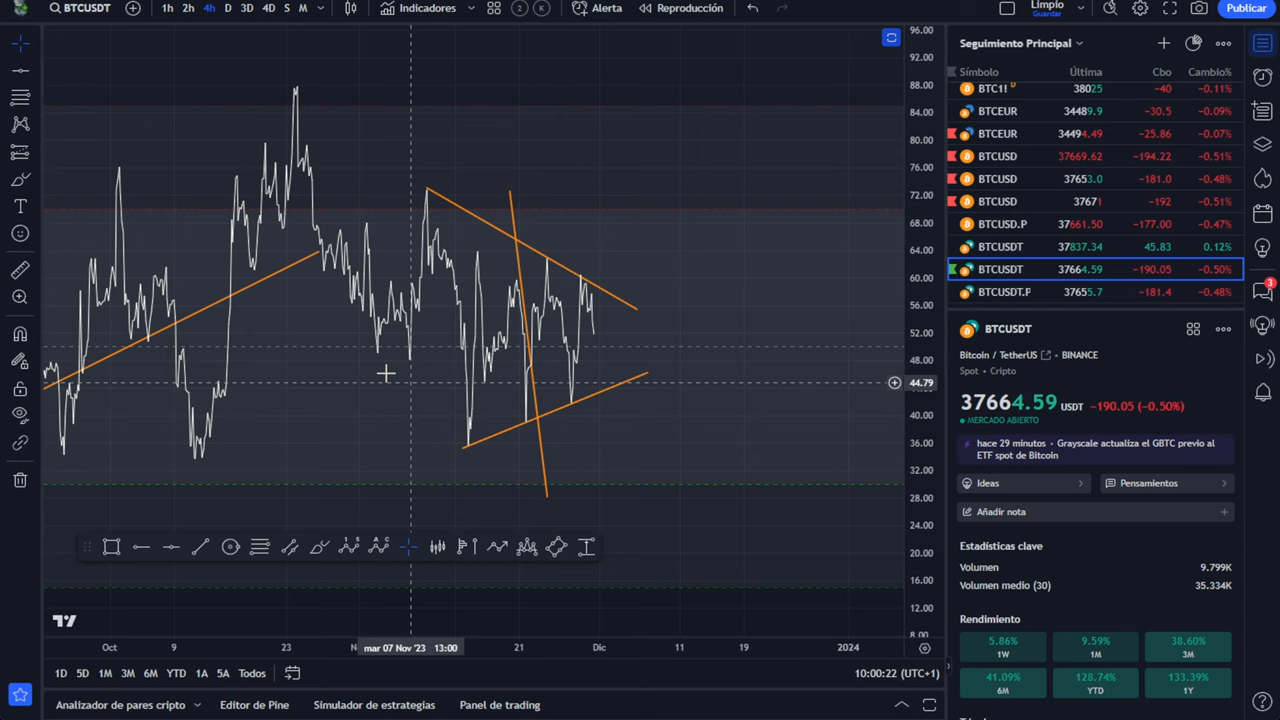 BTCUSDT
1h 2h 4h D 3D 4D S M
Indicadores
2 K
Alerta
Reproducción
Limpio
Guardar
Publicar
96.00
92.00
88.00
84.00
80.00
76.00
72.00
68.00
64.00
60.00
56.00
52.00
48.00
44.79
40.00
36.00
32.00
28.00
24.00
20.00
16.00
12.00
8.00
Oct 9 23 N mar 07 Nov '23 13:00 21 Dic 11 19 2024
1D 5D 1M 3M 6M YTD 1A 5A Todos
10:00:22 (UTC+1)
Analizador de pares cripto Editor de Pine Simulador de estrategias Panel de trading
Seguimiento Principal
Símbolo Última Cbo Cambio%
BTC1! D 38025 −40 −0.11%
BTCEUR 34489.9 −30.5 −0.09%
BTCEUR 34494.49 −25.86 −0.07%
BTCUSD 37669.62 −194.22 −0.51%
BTCUSD 37653.0 −181.0 −0.48%
BTCUSD 37671 −192 −0.51%
BTCUSD.P 37661.50 −177.00 −0.47%
BTCUSDT 37837.34 45.83 0.12%
BTCUSDT 37664.59 −190.05 −0.50%
BTCUSDT.P 37655.7 −181.4 −0.48%
3
BTCUSDT
Bitcoin / TetherUS • BINANCE
Spot • Cripto
37664.59 USDT −190.05 (−0.50%)
MERCADO ABIERTO
hace 29 minutos • Grayscale actualiza el GBTC previo al
ETF spot de Bitcoin
Ideas
Pensamientos
Añadir nota
Estadísticas clave
Volumen 9.799K
Volumen medio (30) 35.334K
Rendimiento
5.86% 9.59% 38.60%
1W 1M 3M
41.09% 128.74% 133.39%
6M YTD 1Y